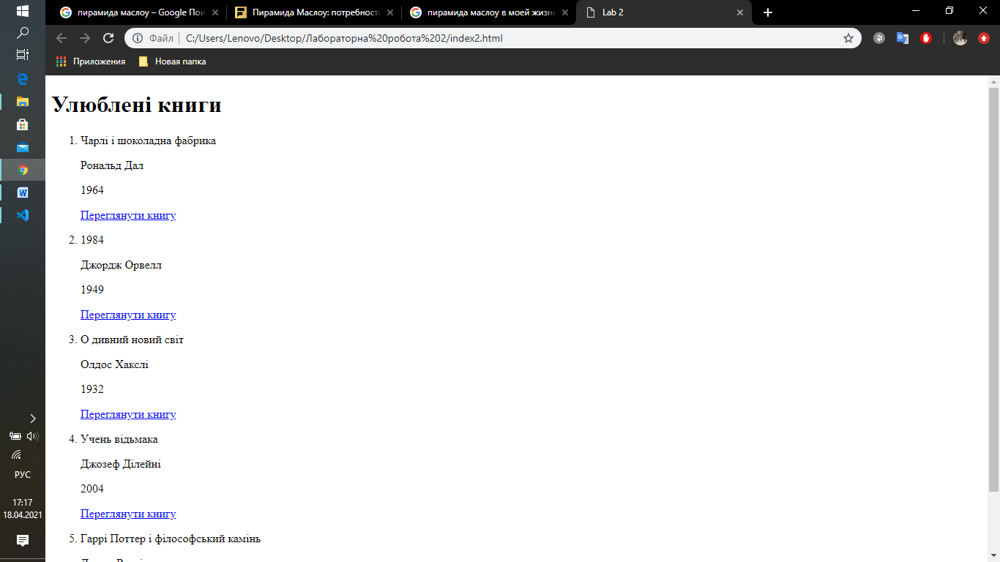 пирамида маслоу – Google Пои
Пирамида Маслоу: потребност
пирамида маслоу в моей жизн
Lab 2
Файл
C:/Users/Lenovo/Desktop/Лабораторна%20робота%202/index2.html
Приложения
Новая папка
Улюблені книги
1. Чарлі і шоколадна фабрика
Рональд Дал
1964
Переглянути книгу
2. 1984
Джордж Орвелл
1949
Переглянути книгу
3. О дивний новий світ
Олдос Хакслі
1932
Переглянути книгу
4. Учень відьмака
Джозеф Ділейні
2004
Переглянути книгу
5. Гаррі Поттер і філософський камінь
РУС
17:17
18.04.2021